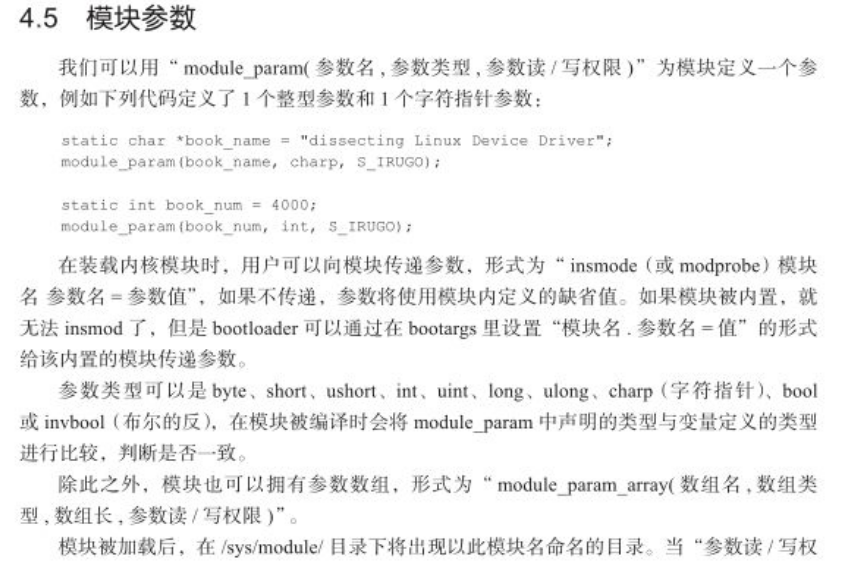 4.5 模块参数
我们可以用“ module_param( 参数名 , 参数类型 , 参数读 / 写权限 )” 为模块定义一个参
数，例如下列代码定义了 1 个整型参数和 1 个字符指针参数：
static char *book_name = "dissecting Linux Device Driver";
module_param(book_name, charp, S_IRUGO);
static int book_num = 4000;
module_param(book_num, int, S_IRUGO);
在装载内核模块时，用户可以向模块传递参数，形式为“ insmode（或 modprobe）模块
名 参数名 = 参数值”，如果不传递，参数将使用模块内定义的缺省值。如果模块被内置，就
无法 insmod 了，但是 bootloader 可以通过在 bootargs 里设置“模块名 . 参数名 = 值”的形式
给该内置的模块传递参数。
参数类型可以是 byte、short、ushort、int、uint、long、ulong、charp（字符指针）、bool
或 invbool（布尔的反），在模块被编译时会将 module_param 中声明的类型与变量定义的类型
进行比较，判断是否一致。
除此之外，模块也可以拥有参数数组，形式为“ module_param_array( 数组名 , 数组类
型 , 数组长 , 参数读 / 写权限 )”。
模块被加载后，在 /sys/module/ 目录下将出现以此模块名命名的目录。当“参数读 / 写权